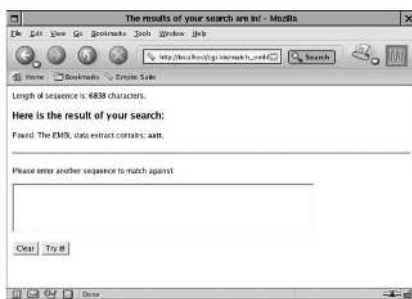 The results of your search are in! - Mozilla
File Edit View Go Bookmarks Tools Window Help
Search
Home Bookmarks Empire Suite
Length of sequence is: 6838 characters.
Here is the result of your search:
Found. The EMBL data extract contains: aatt.
Please enter another sequence to match against:
Clear Try it!
Done